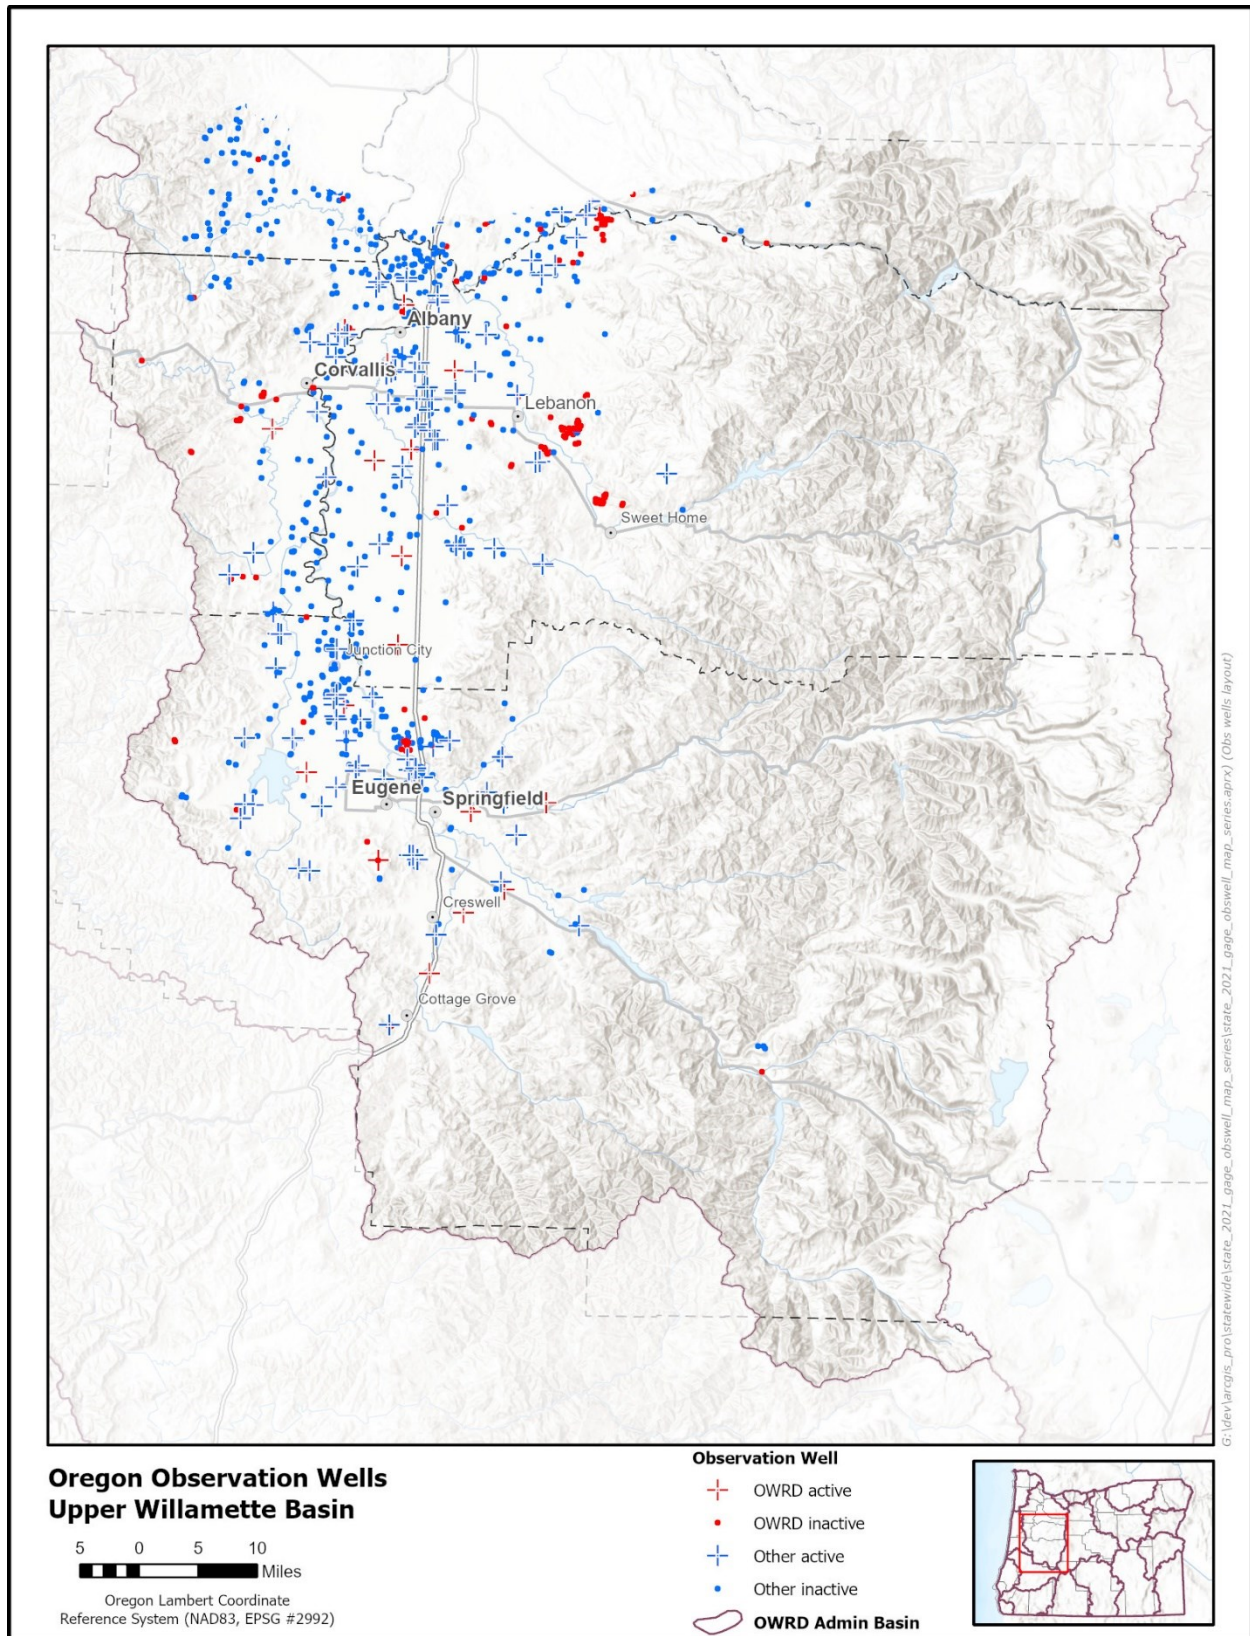 Albany
Corvallis
Lebanon
Sweet Home
Junction City
Eugene
Springfield
Creswell
Cottage Grove
G:\dev\arcgis_pro\statewide\state_2021_gage_obswell_map_series\state_2021_gage_obswell_map_series.aprx) (Obs wells layout)
Oregon Observation Wells
Upper Willamette Basin
5 0 5 10
Miles
Oregon Lambert Coordinate
Reference System (NAD83, EPSG #2992)
Observation Well
OWRD active
OWRD inactive
Other active
Other inactive
OWRD Admin Basin